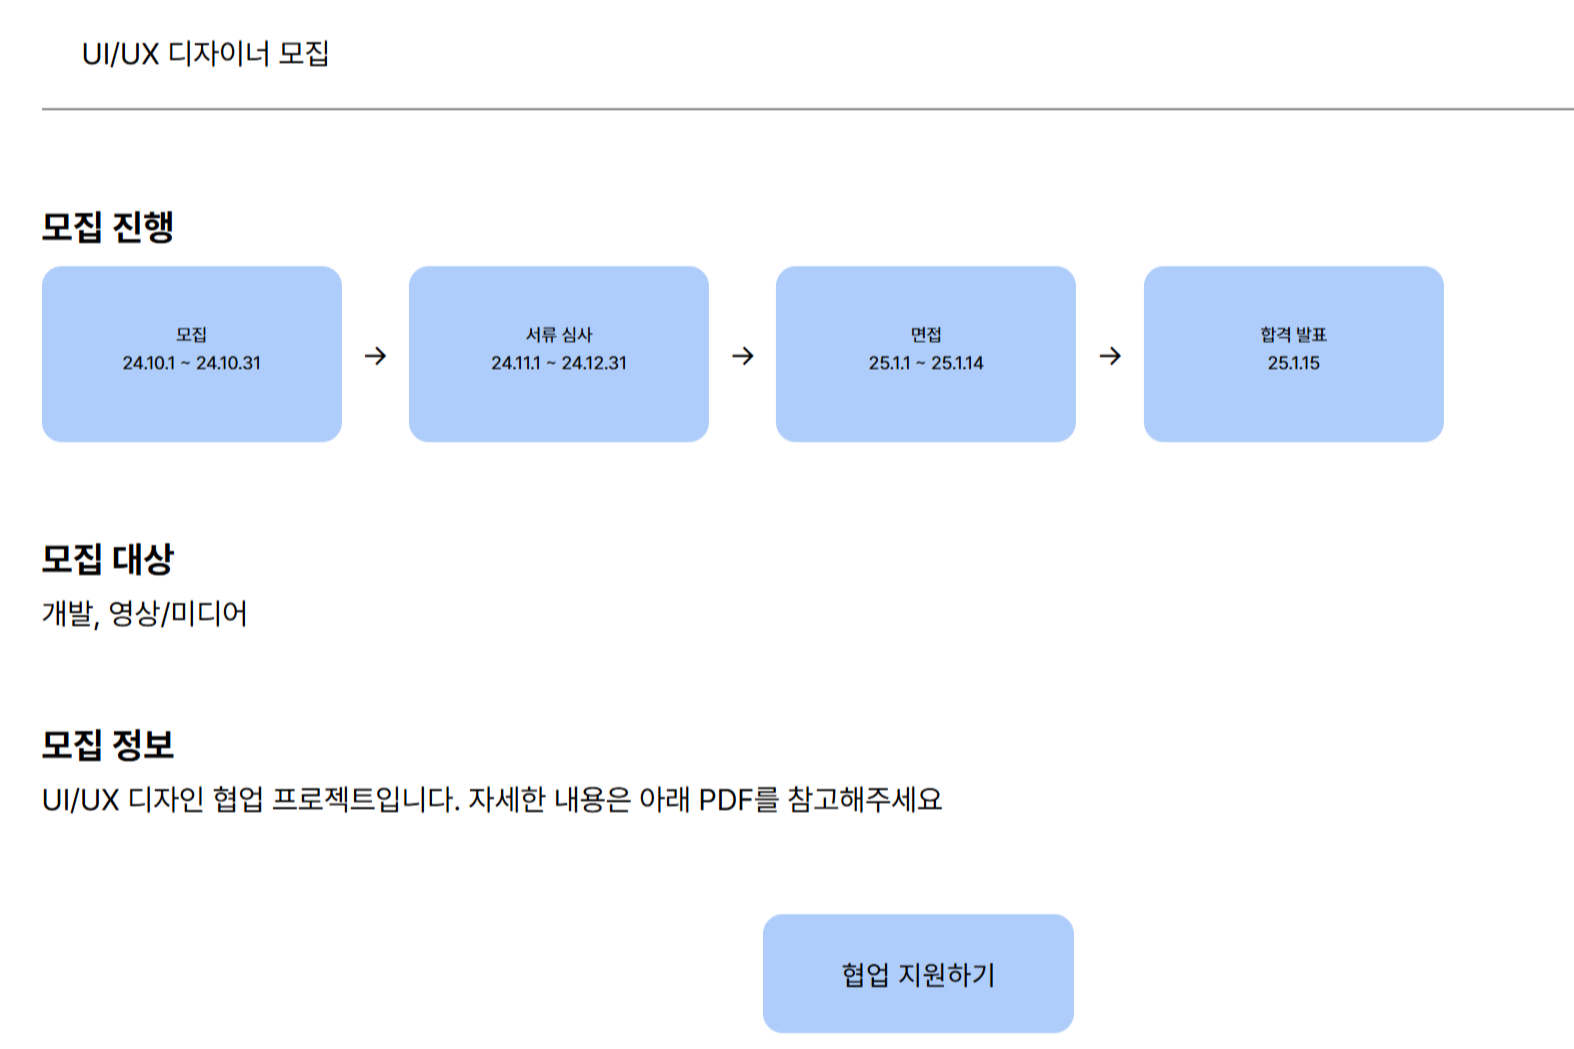 UI/UX 디자이너 모집
모집 진행
모집
24.10.1 ~ 24.10.31
→
서류 심사
24.11.1 ~ 24.12.31
→
면접
25.1.1 ~ 25.1.14
→
합격 발표
25.1.15
모집 대상
개발, 영상/미디어
모집 정보
UI/UX 디자인 협업 프로젝트입니다. 자세한 내용은 아래 PDF를 참고해주세요
협업 지원하기